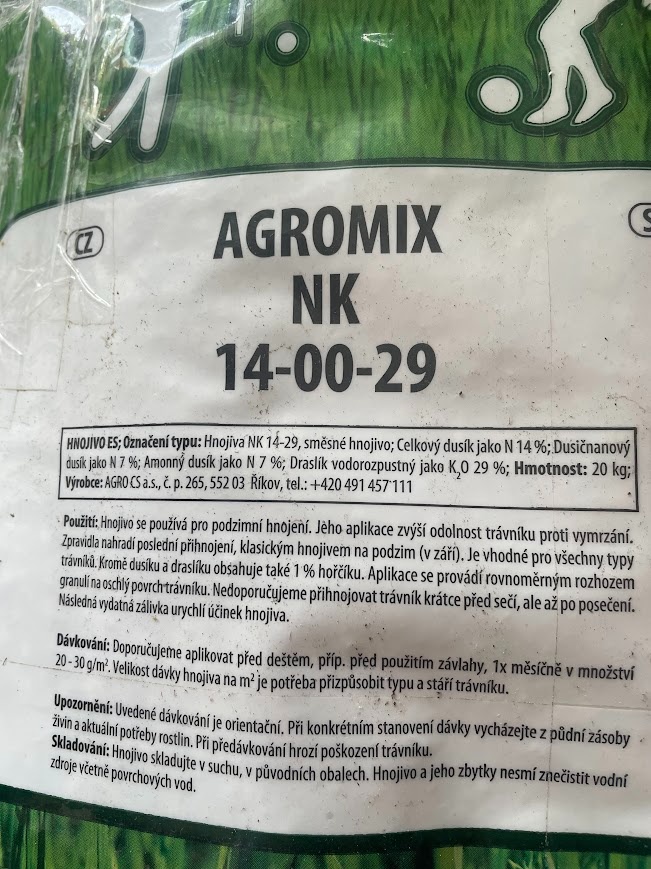 CZ
S
AGROMIX
NK
14-00-29
HNOJIVO ES; Označení typu: Hnojiva NK 14-29, směsné hnojivo; Celkový dusík jako N 14 %; Dusičnanový
dusík jako N 7 %; Amonný dusík jako N 7 %; Draslík vodorozpustný jako K₂O 29 %; Hmotnost: 20 kg;
Výrobce: AGRO CS a.s., č. p. 265, 552 03 Říkov, tel.: +420 491 457 111
Použití: Hnojivo se používá pro podzimní hnojení. Jeho aplikace zvýší odolnost trávníku proti vymrzání.
Zpravidla nahradí poslední přihnojení, klasickým hnojivem na podzim (v září). Je vhodné pro všechny typy
trávníků. Kromě dusíku a draslíku obsahuje také 1 % hořčíku. Aplikace se provádí rovnoměrným rozhozem
granulí na oschlý povrch trávníku. Nedoporučujeme přihnojovat trávník krátce před sečí, ale až po posečení.
Následná vydatná zálivka urychlí účinek hnojiva.
Dávkování: Doporučujeme aplikovat před deštěm, příp. před použitím závlahy, 1x měsíčně v množství
20 - 30 g/m². Velikost dávky hnojiva na m² je potřeba přizpůsobit typu a stáří trávníku.
Upozornění: Uvedené dávkování je orientační. Při konkrétním stanovení dávky vycházejte z půdní zásoby
živin a aktuální potřeby rostlin. Při předávkování hrozí poškození trávníku.
Skladování: Hnojivo skladujte v suchu, v původních obalech. Hnojivo a jeho zbytky nesmí znečistit vodní
zdroje včetně povrchových vod.